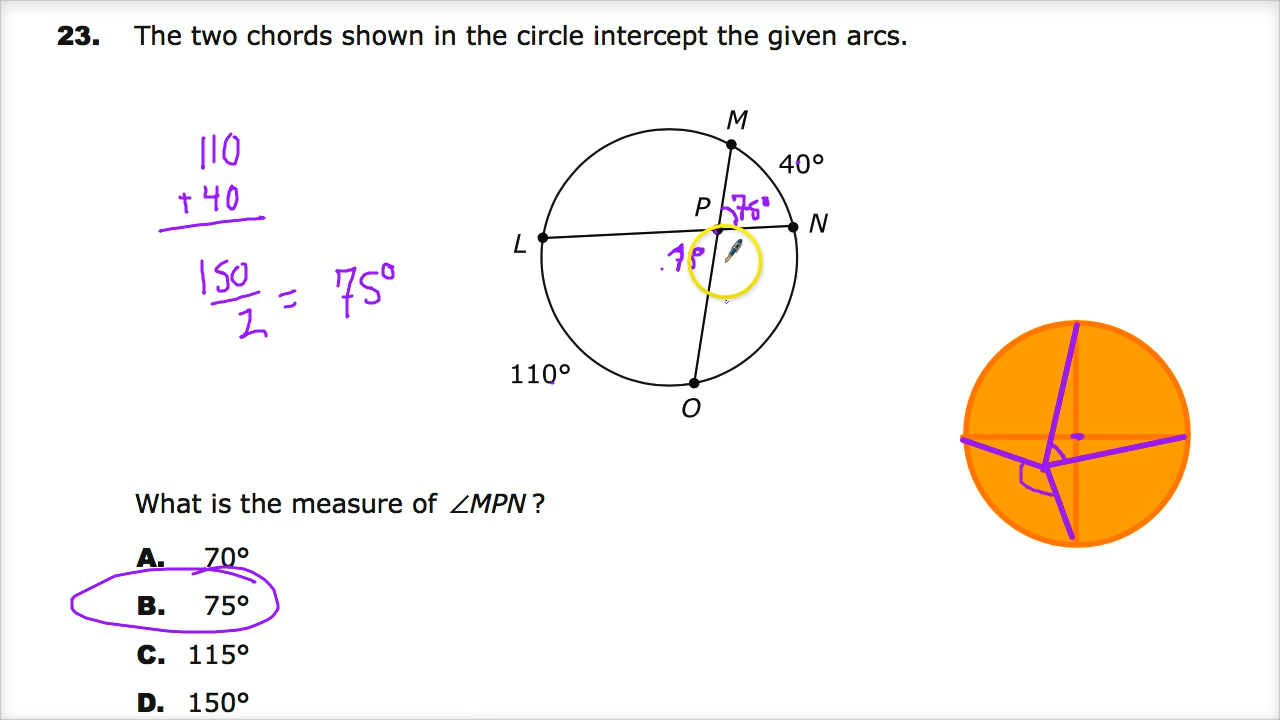 23. The two chords shown in the circle intercept the given arcs.
M
110
40°
+ 40
P 75°
N
L
75°
150
2 = 75°
110°
O
What is the measure of ∠MPN ?
A. 70°
B. 75°
C. 115°
D. 150°